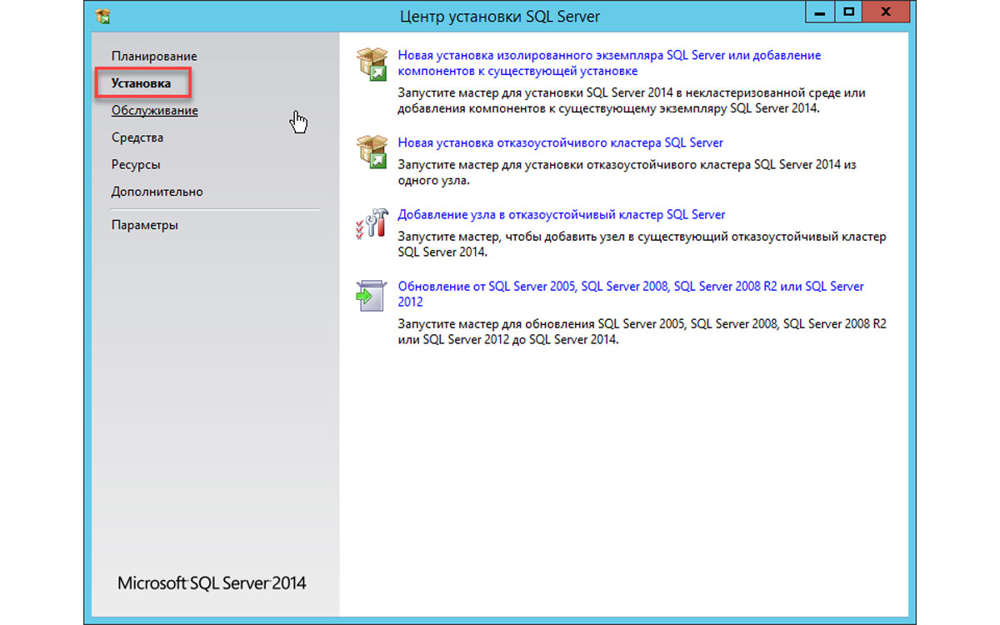 Центр установки SQL Server
Планирование
Установка
Обслуживание
Средства
Ресурсы
Дополнительно
Параметры
Microsoft SQL Server 2014
Новая установка изолированного экземпляра SQL Server или добавление
компонентов к существующей установке
Запустите мастер для установки SQL Server 2014 в некластеризованной среде или
добавления компонентов к существующему экземпляру SQL Server 2014.
Новая установка отказоустойчивого кластера SQL Server
Запустите мастер для установки отказоустойчивого кластера SQL Server 2014 из
одного узла.
Добавление узла в отказоустойчивый кластер SQL Server
Запустите мастер, чтобы добавить узел в существующий отказоустойчивый кластер
SQL Server 2014.
Обновление от SQL Server 2005, SQL Server 2008, SQL Server 2008 R2 или SQL Server
2012
Запустите мастер для обновления SQL Server 2005, SQL Server 2008, SQL Server 2008 R2
или SQL Server 2012 до SQL Server 2014.